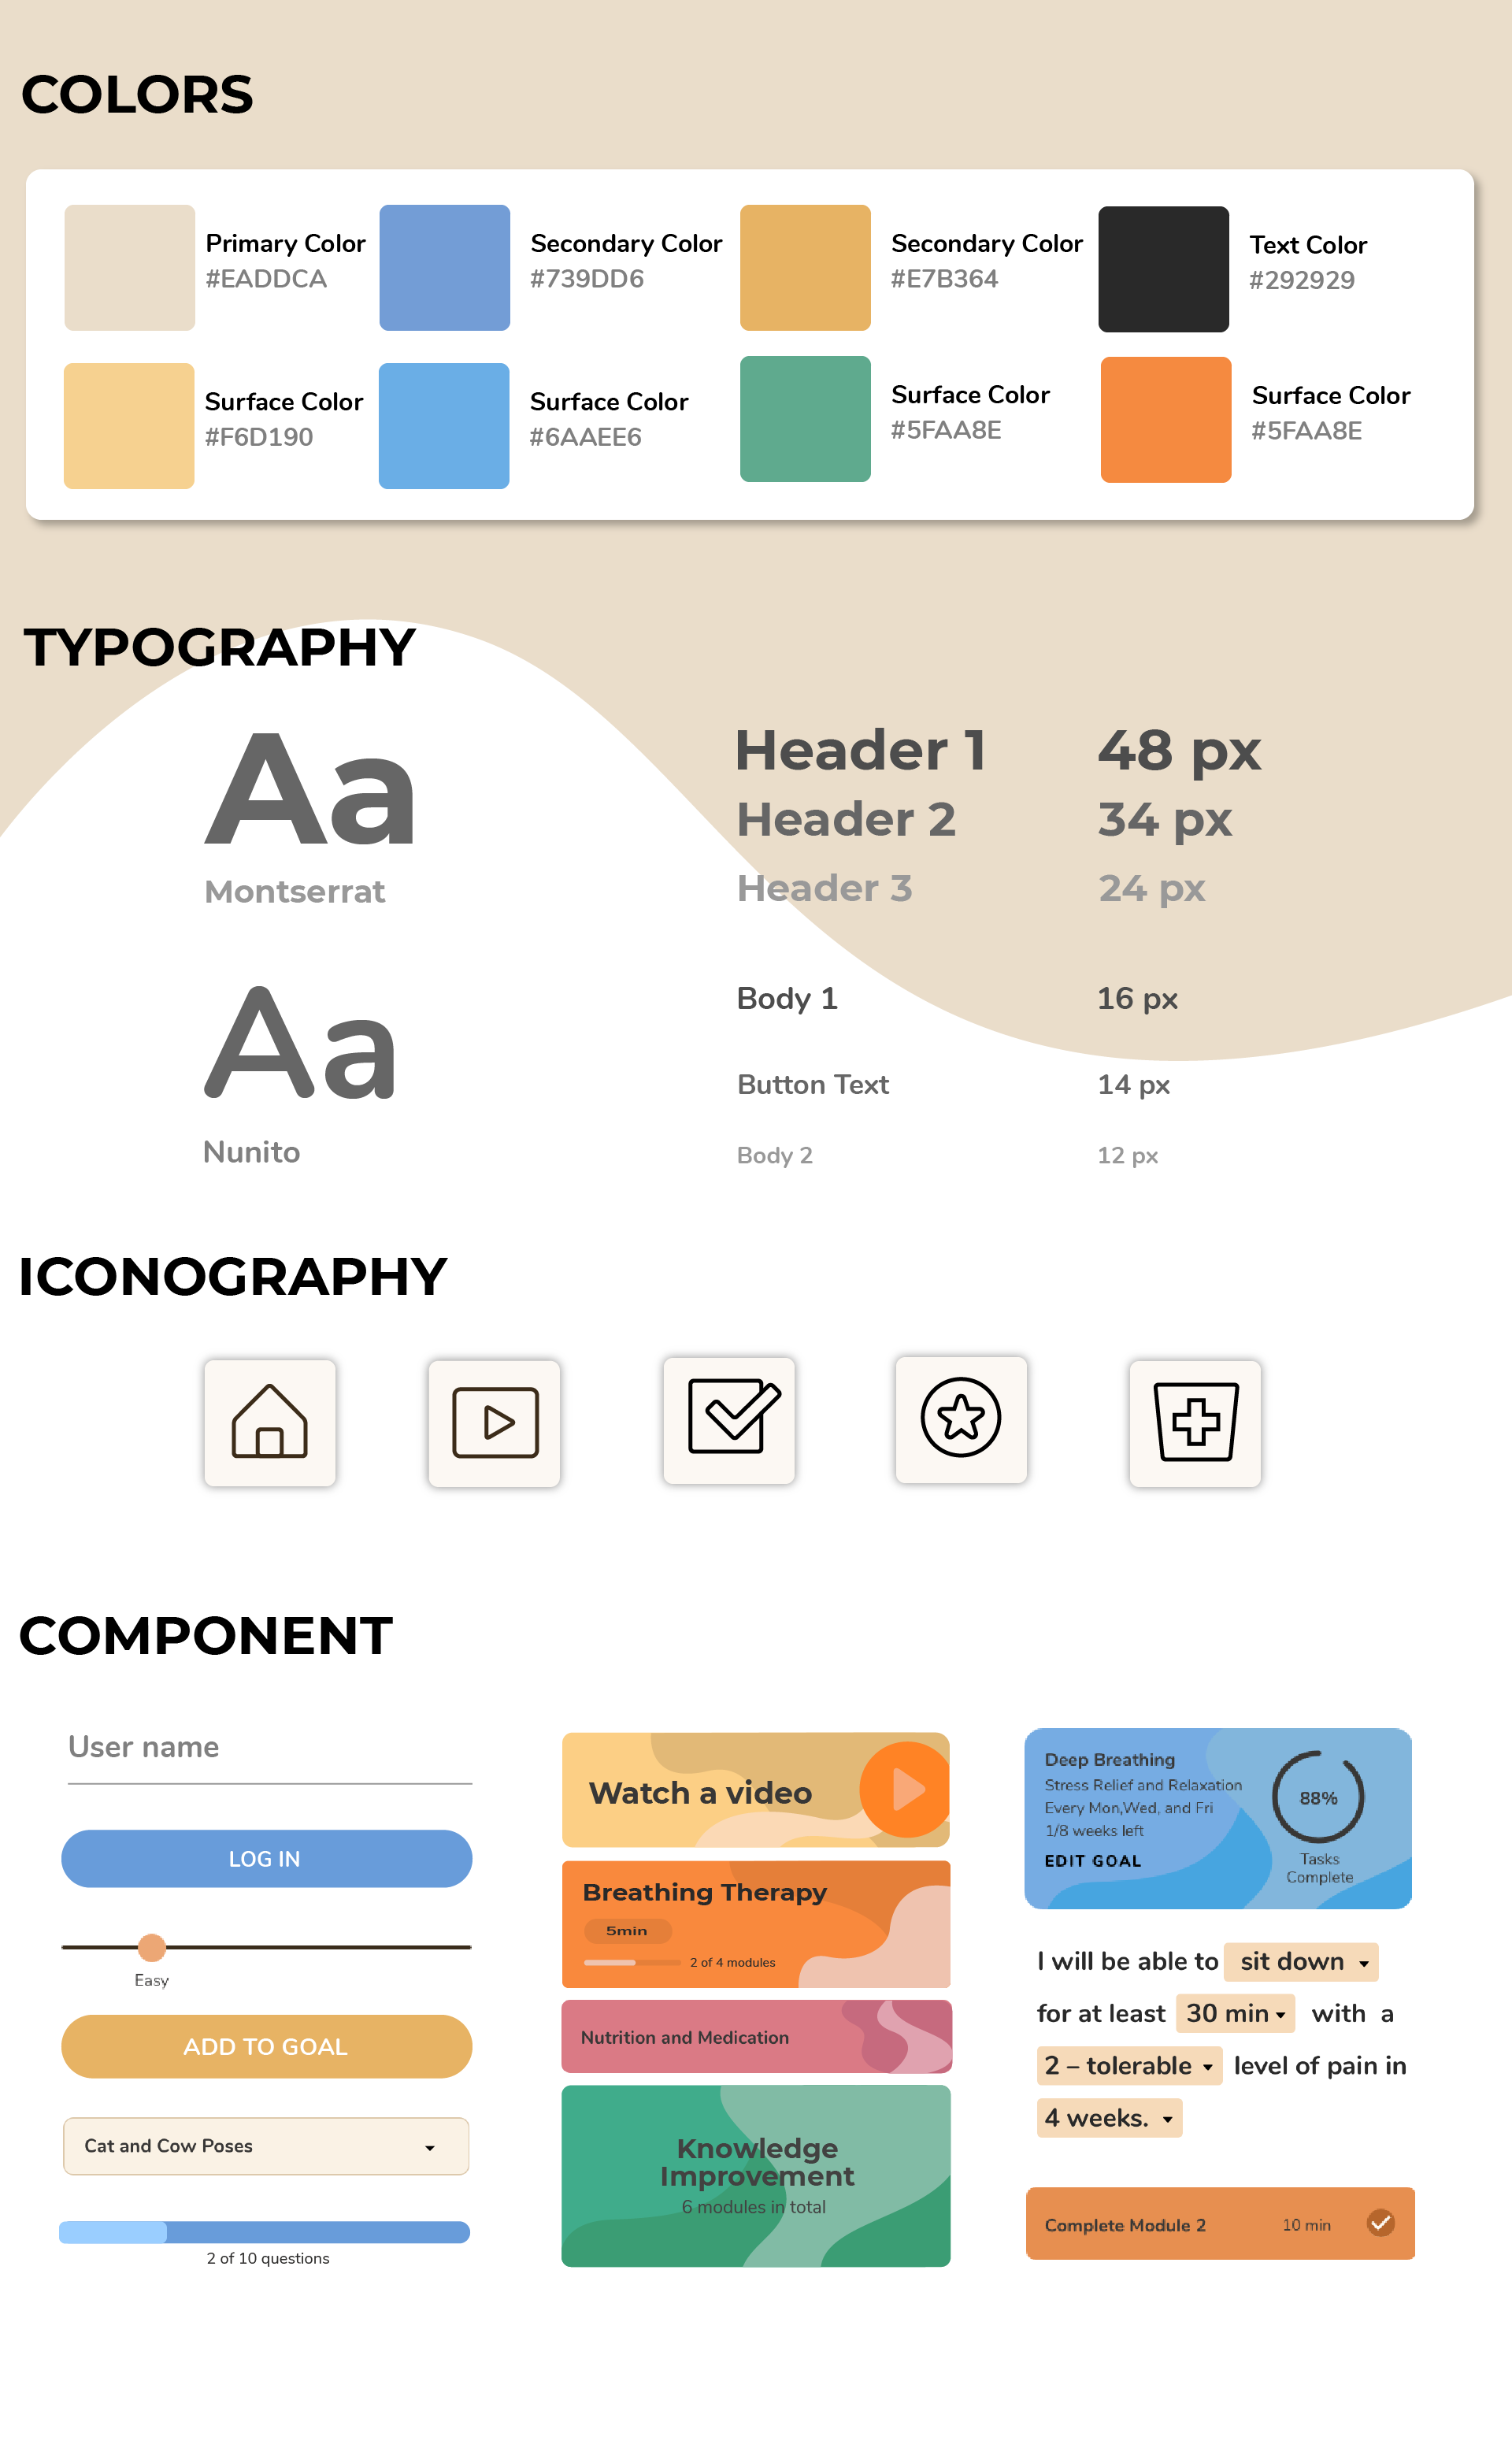 COLORS
Primary Color
#EADDCA
Secondary Color
#739DD6
Secondary Color
#E7B364
Text Color
#292929
Surface Color
#F6D190
Surface Color
#6AAEE6
Surface Color
#5FAA8E
Surface Color
#5FAA8E
TYPOGRAPHY
Aa
Montserrat
Header 1 48 px
Header 2 34 px
Header 3 24 px
Aa
Nunito
Body 1 16 px
Button Text 14 px
Body 2 12 px
ICONOGRAPHY
COMPONENT
User name
LOG IN
Easy
ADD TO GOAL
Cat and Cow Poses
2 of 10 questions
Watch a video
Breathing Therapy
5min
2 of 4 modules
Nutrition and Medication
Knowledge
Improvement
6 modules in total
Deep Breathing
Stress Relief and Relaxation
Every Mon,Wed, and Fri
1/8 weeks left
EDIT GOAL
88%
Tasks
Complete
I will be able to sit down
for at least 30 min with a
2 – tolerable level of pain in
4 weeks.
Complete Module 2 10 min